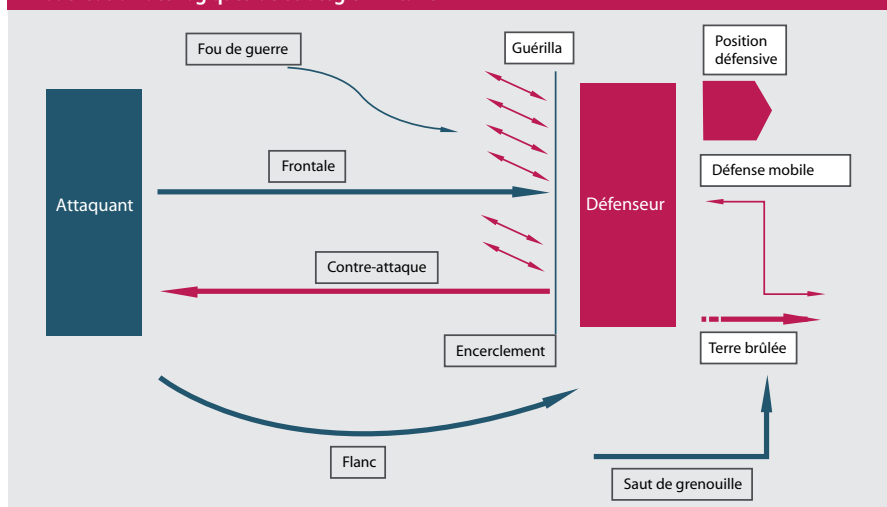 Fou de guerre
Guérilla
Position
défensive
Frontale
Défense mobile
Attaquant
Défenseur
Contre-attaque
Encerclement
Terre brûlée
Flanc
Saut de grenouille